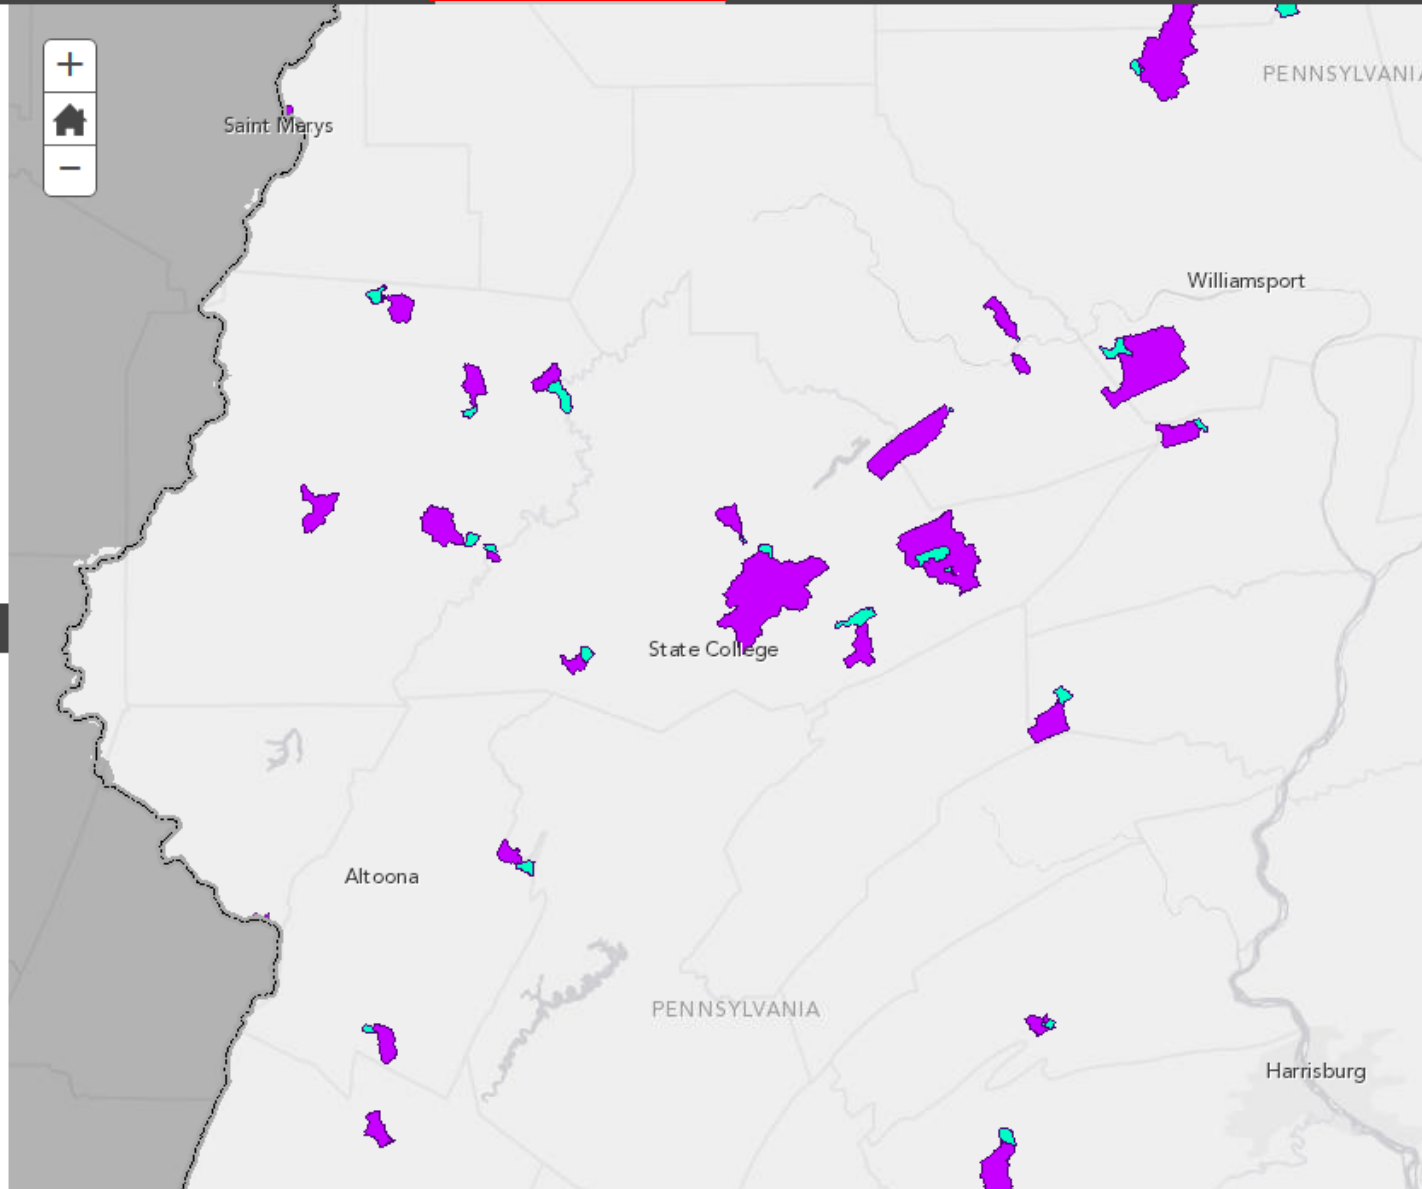 +
PENNSYLVANIA
Saint Marys
−
Williamsport
State College
Altoona
PENNSYLVANIA
Harrisburg